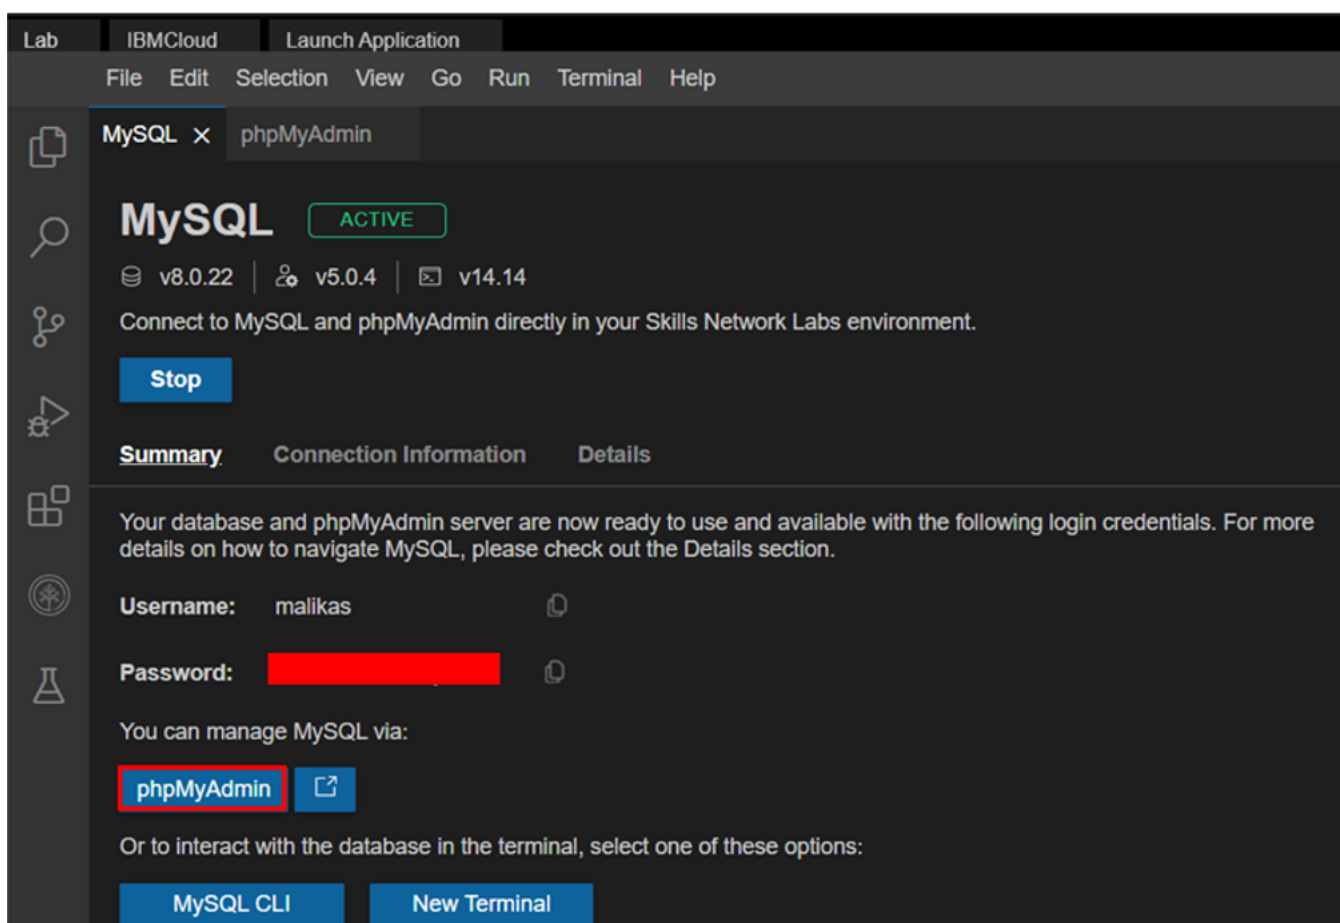 Lab IBMCloud Launch Application
File Edit Selection View Go Run Terminal Help
MySQL phpMyAdmin
MySQL ACTIVE
v8.0.22 v5.0.4 v14.14
Connect to MySQL and phpMyAdmin directly in your Skills Network Labs environment.
Stop
Summary Connection Information Details
Your database and phpMyAdmin server are now ready to use and available with the following login credentials. For more
details on how to navigate MySQL, please check out the Details section.
Username: malikas
Password:
You can manage MySQL via:
phpMyAdmin
Or to interact with the database in the terminal, select one of these options:
MySQL CLI New Terminal